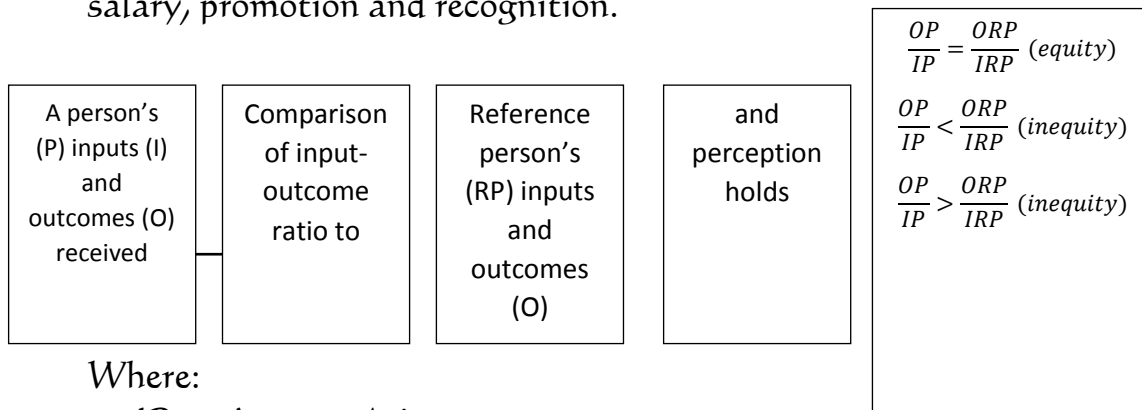 salary, promotion and recognition.
A person's
(P) inputs (I)
and
outcomes (O)
received
Comparison
of input-
outcome
ratio to
Reference
person's
(RP) inputs
and
outcomes
(O)
and
perception
holds
OP/IP = ORP/IRP (equity)
OP/IP < ORP/IRP (inequity)
OP/IP > ORP/IRP (inequity)
Where: